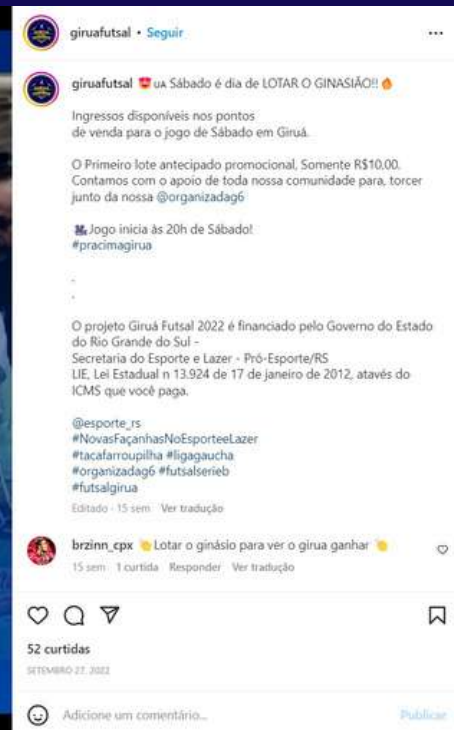 giruafutsal • Seguir
giruafutsal 😍 UA Sábado é dia de LOTAR O GINASIÃO!! 🔥
Ingressos disponíveis nos pontos
de venda para o jogo de Sábado em Giruá.
O Primeiro lote antecipado promocional, Somente R$10,00.
Contamos com o apoio de toda nossa comunidade para, torcer
junto da nossa @organizadag6
Jogo inicia às 20h de Sábado!
#pracimagirua
.
.
O projeto Giruá Futsal 2022 é financiado pelo Governo do Estado
do Rio Grande do Sul -
Secretaria do Esporte e Lazer - Pró-Esporte/RS
LIE, Lei Estadual n 13.924 de 17 de janeiro de 2012, atavés do
ICMS que você paga.
@esporte_rs
#NovasFaçanhasNoEsporteeLazer
#tacafarroupilha #ligagaucha
#organizadag6 #futsalserieb
#futsalgirua
Editado · 15 sem Ver tradução
brzinn_cpx 👏 Lotar o ginásio para ver o girua ganhar 👏
15 sem 1 curtida Responder Ver tradução
52 curtidas
SETEMBRO 27, 2022
Adicione um comentário...
Publicar